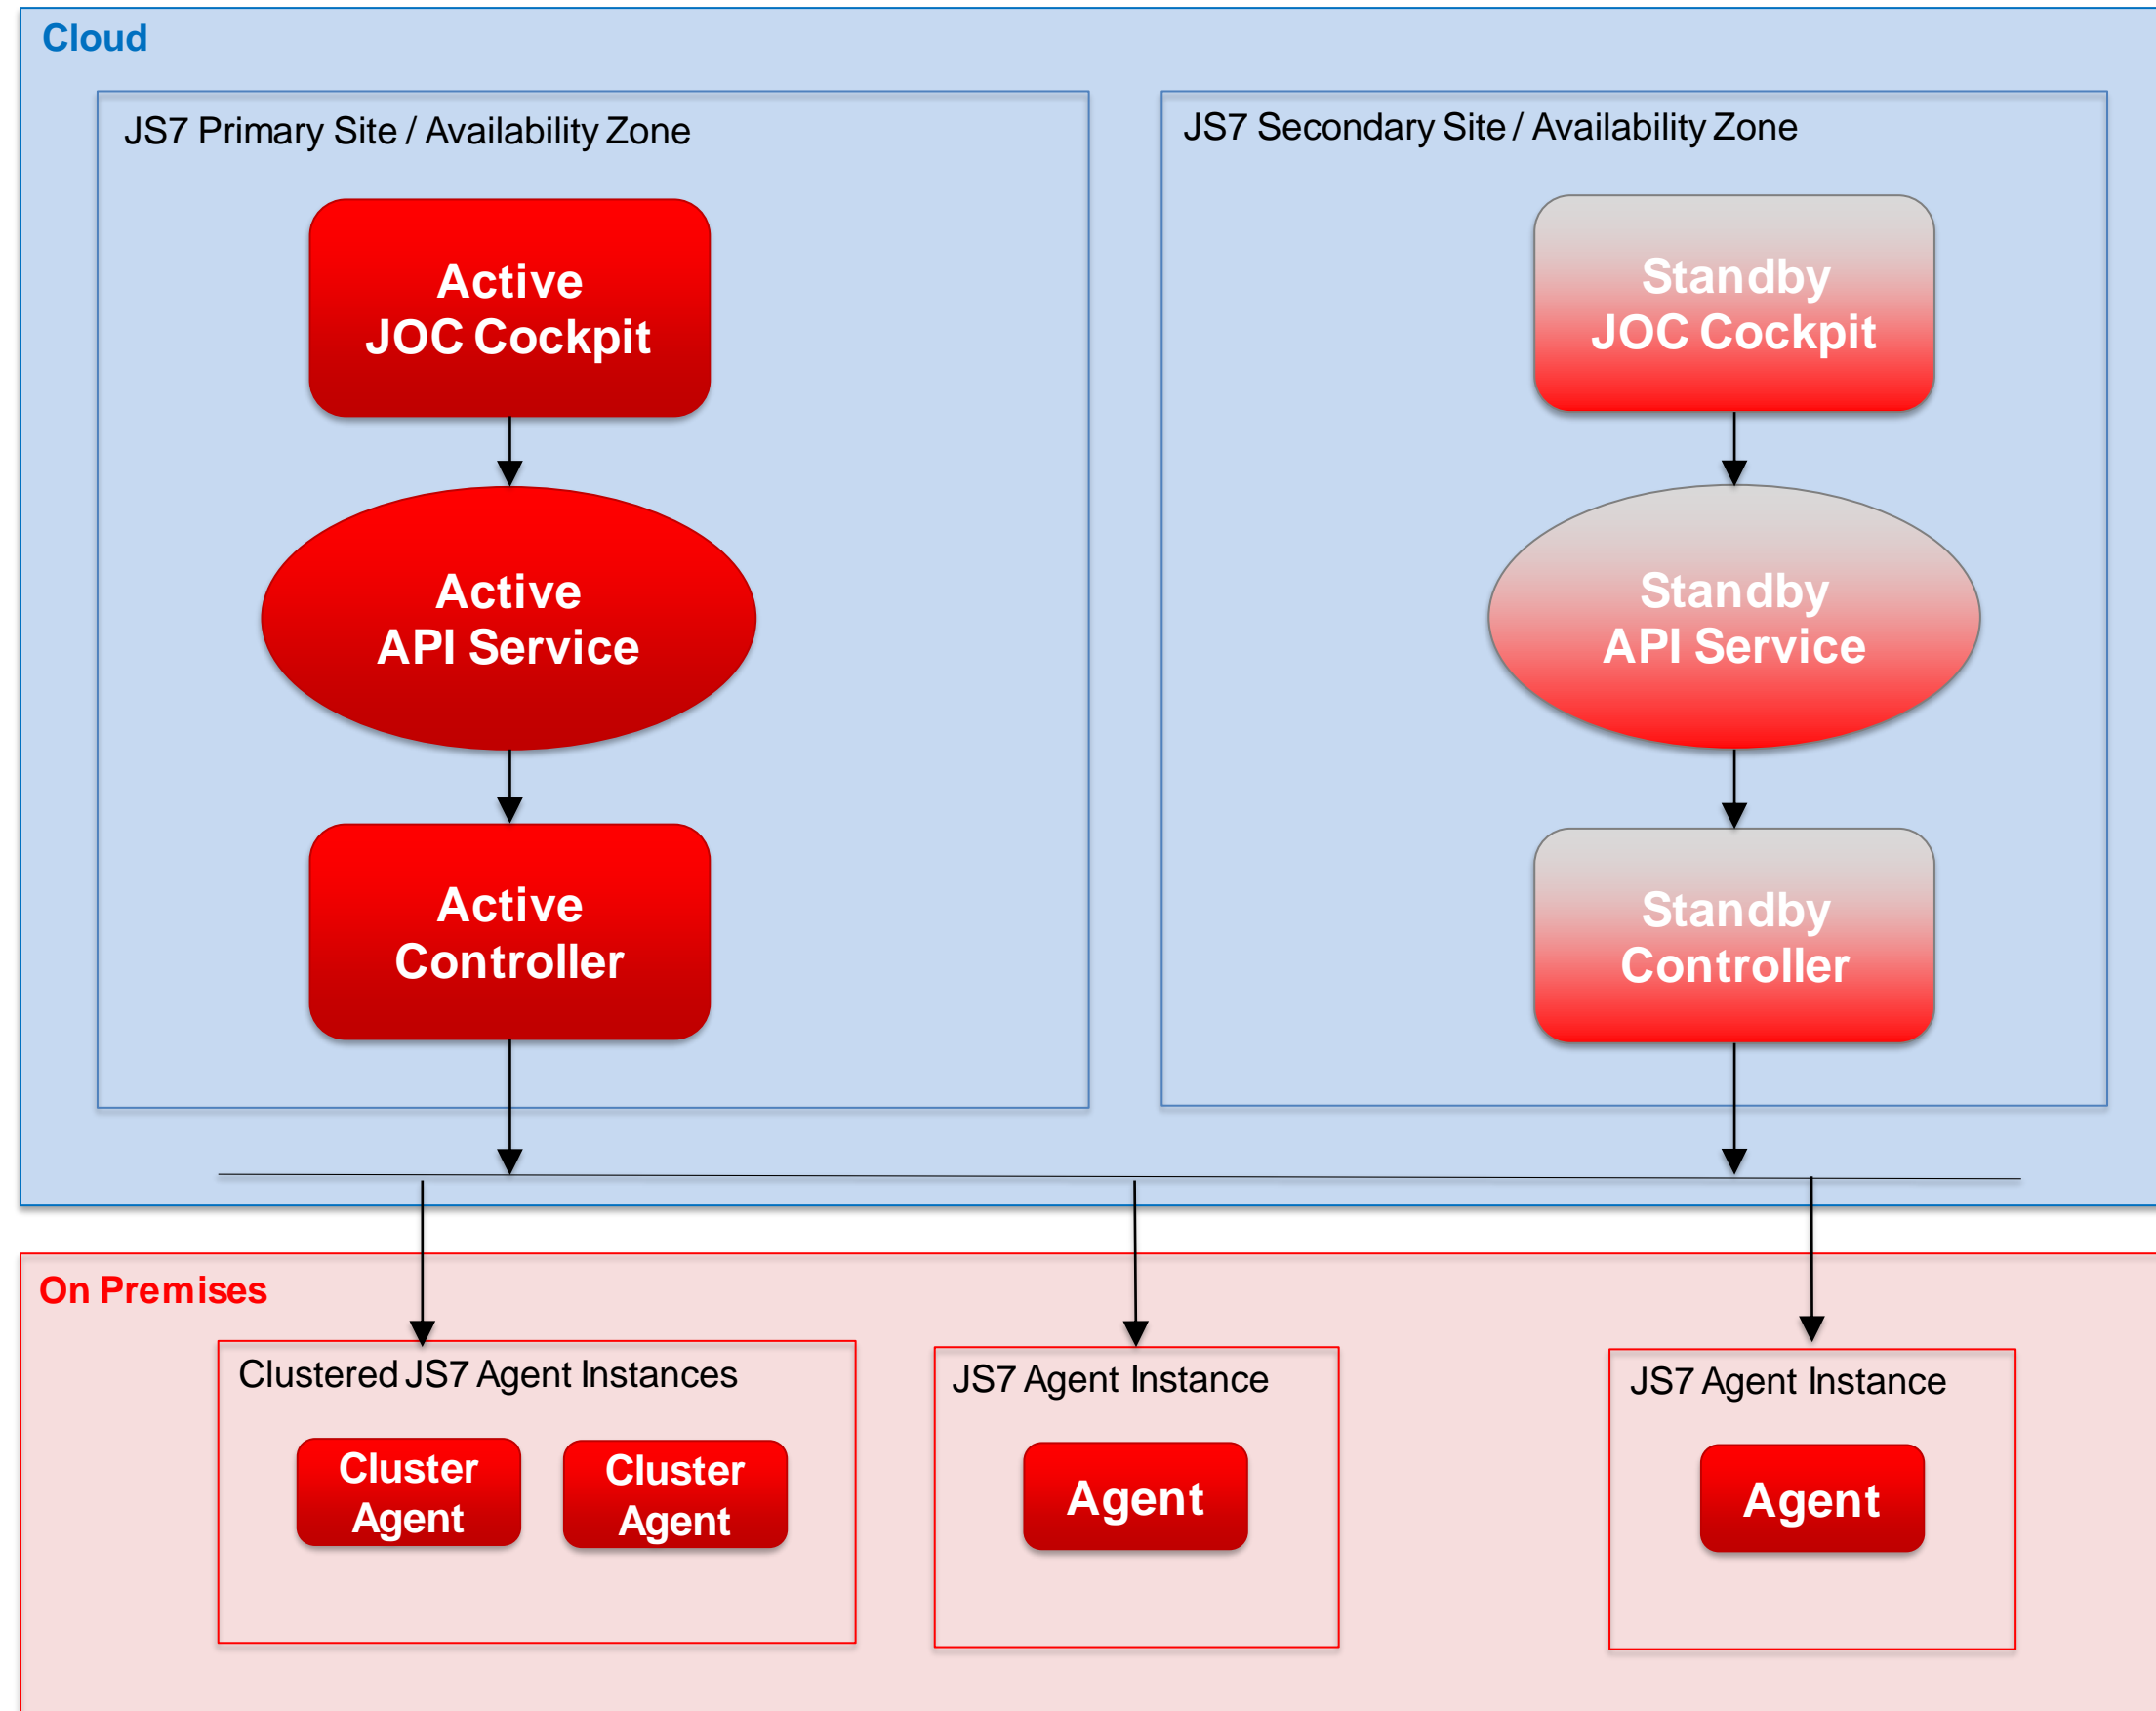 Cloud
JS7 Primary Site / Availability Zone
Active
JOC Cockpit
Active
API Service
Active
Controller
JS7 Secondary Site / Availability Zone
Standby
JOC Cockpit
Standby
API Service
Standby
Controller
On Premises
Clustered JS7 Agent Instances
Cluster
Agent
Cluster
Agent
JS7 Agent Instance
Agent
JS7 Agent Instance
Agent